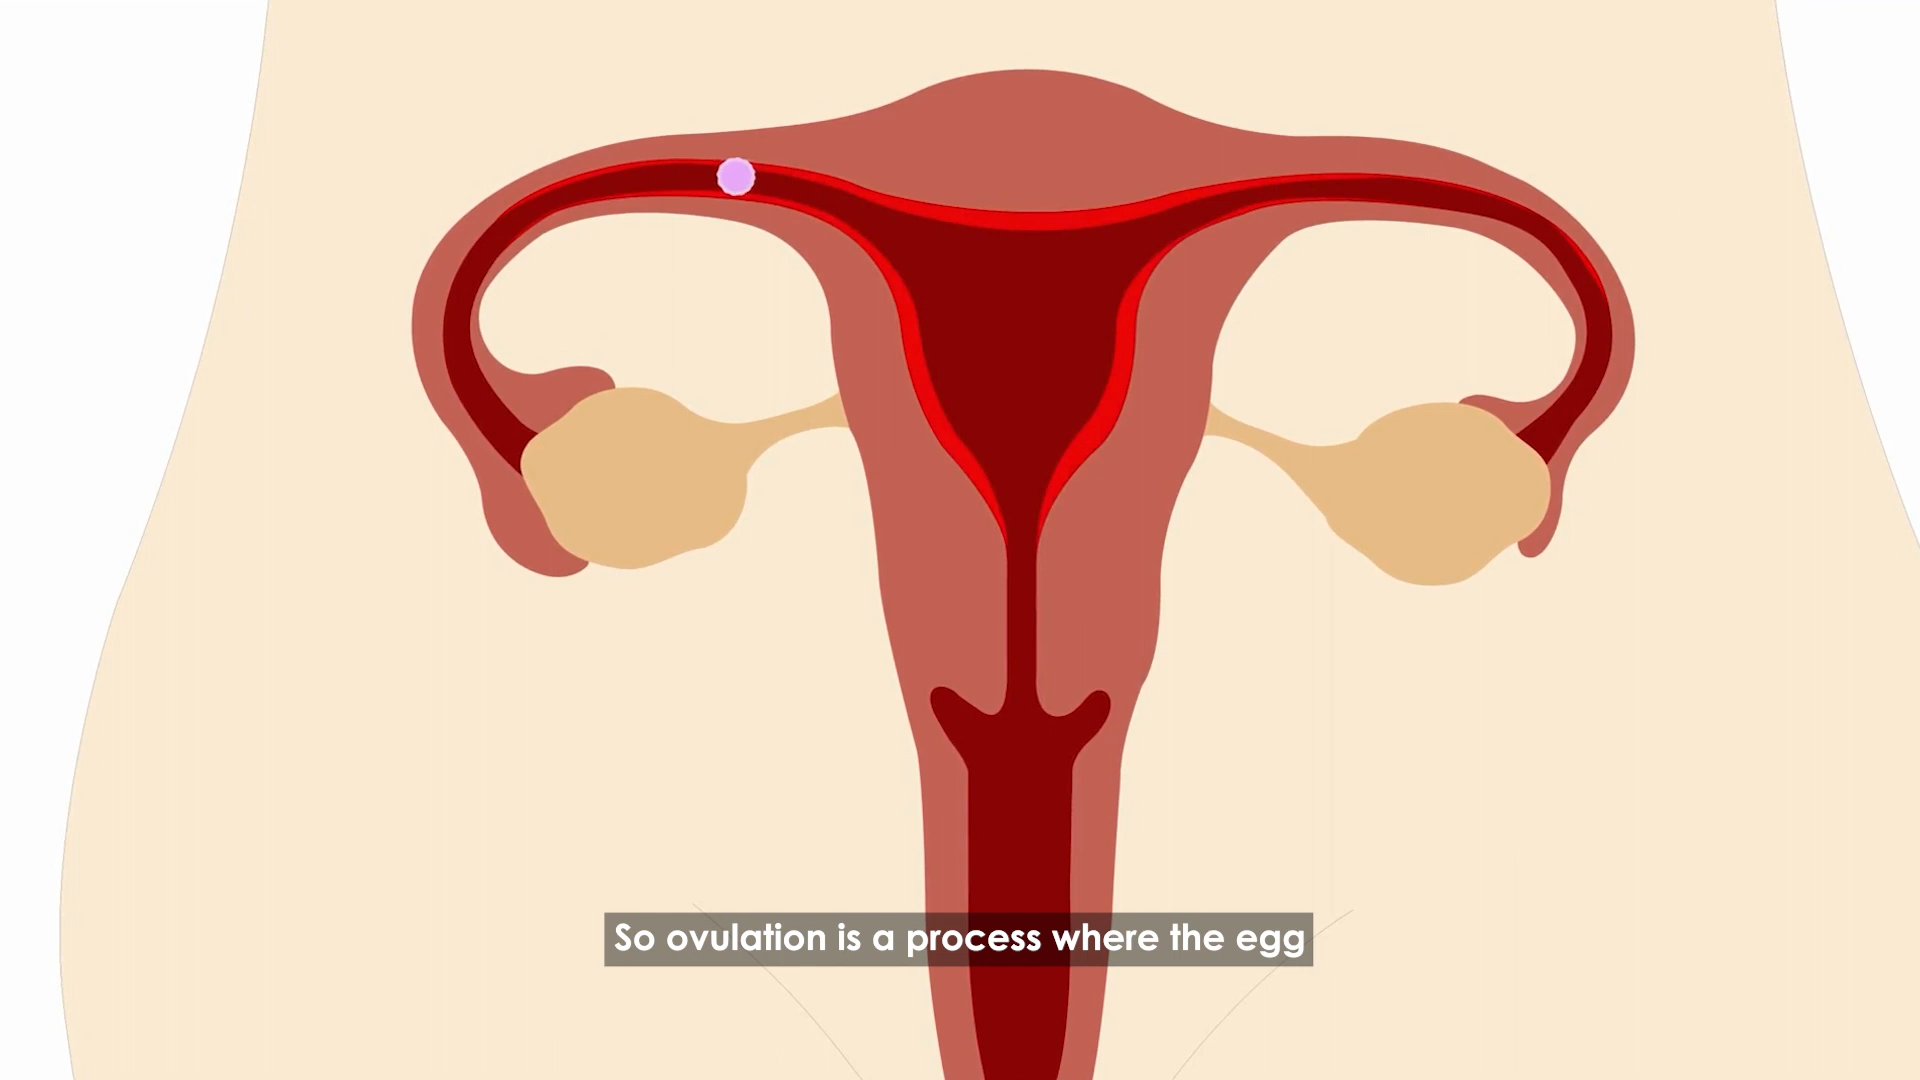 So ovulation is a process where the egg